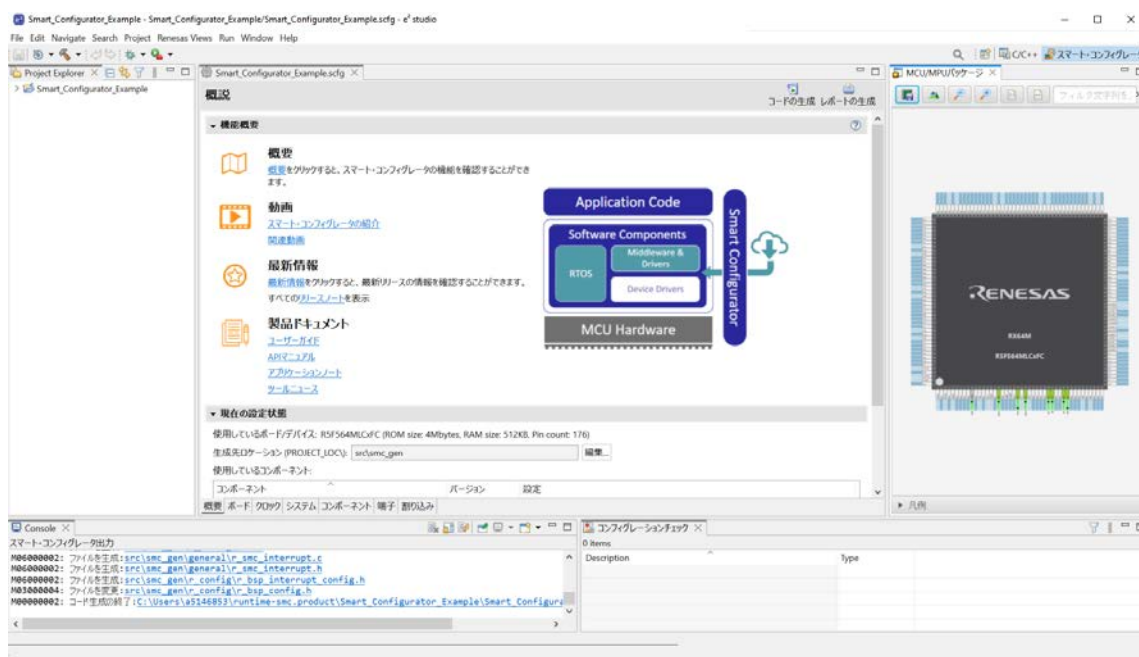 Smart_Configurator_Example - Smart_Configurator_Example/Smart_Configurator_Example.scfg - e² studio
File Edit Navigate Search Project Renesas Views Run Window Help
C/C++ スマート・コンフィグレータ
Project Explorer
Smart_Configurator_Example.scfg
MCU/MPUパッケージ
Smart_Configurator_Example
概説
コードの生成 レポートの生成
機能概要
概要
概要をクリックすると、スマート・コンフィグレータの機能を確認することができ
ます。
動画
スマート・コンフィグレータの紹介
関連動画
最新情報
最新情報をクリックすると、最新リリースの情報を確認することができます。
すべてのリリースノートを表示
製品ドキュメント
ユーザーガイド
APIマニュアル
アプリケーションノート
ツールニュース
Application Code
Software Components
RTOS
Middleware &
Drivers
Device Drivers
MCU Hardware
Smart Configurator
RENESAS
RX64M
R5F564MLCxFC
現在の設定状態
使用しているボード/デバイス: R5F564MLCxFC (ROM size: 4Mbytes, RAM size: 512KB, Pin count: 176)
生成先ロケーション (PROJECT_LOC\): src\smc_gen 編集...
使用しているコンポーネント:
コンポーネント バージョン 設定
概要 ボード クロック システム コンポーネント 端子 割り込み
凡例
Console
スマート・コンフィグレータ出力
M06000002: ファイルを生成:src\smc_gen\general\r_smc_interrupt.c
M06000002: ファイルを生成:src\smc_gen\general\r_smc_interrupt.h
M06000002: ファイルを生成:src\smc_gen\r_config\r_bsp_interrupt_config.h
M03000004: ファイルを変更:src\smc_gen\r_config\r_bsp_config.h
M00000002: コード生成の終了:C:\Users\a5146853\runtime-smc.product\Smart_Configurator_Example\Smart_Configura
コンフィグレーションチェック
0 items
Description Type